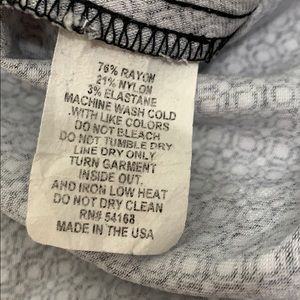 76% RAYON
21% NYLON
3% ELASTANE
MACHINE WASH COLD
.WITH LIKE COLORS
DO NOT BLEACH
DO NOT TUMBLE DRY
LINE DRY ONLY
TURN GARMENT
INSIDE OUT.
AND IRON LOW HEAT
DO NOT DRY CLEAN
RN# 54168
MADE IN THE USA